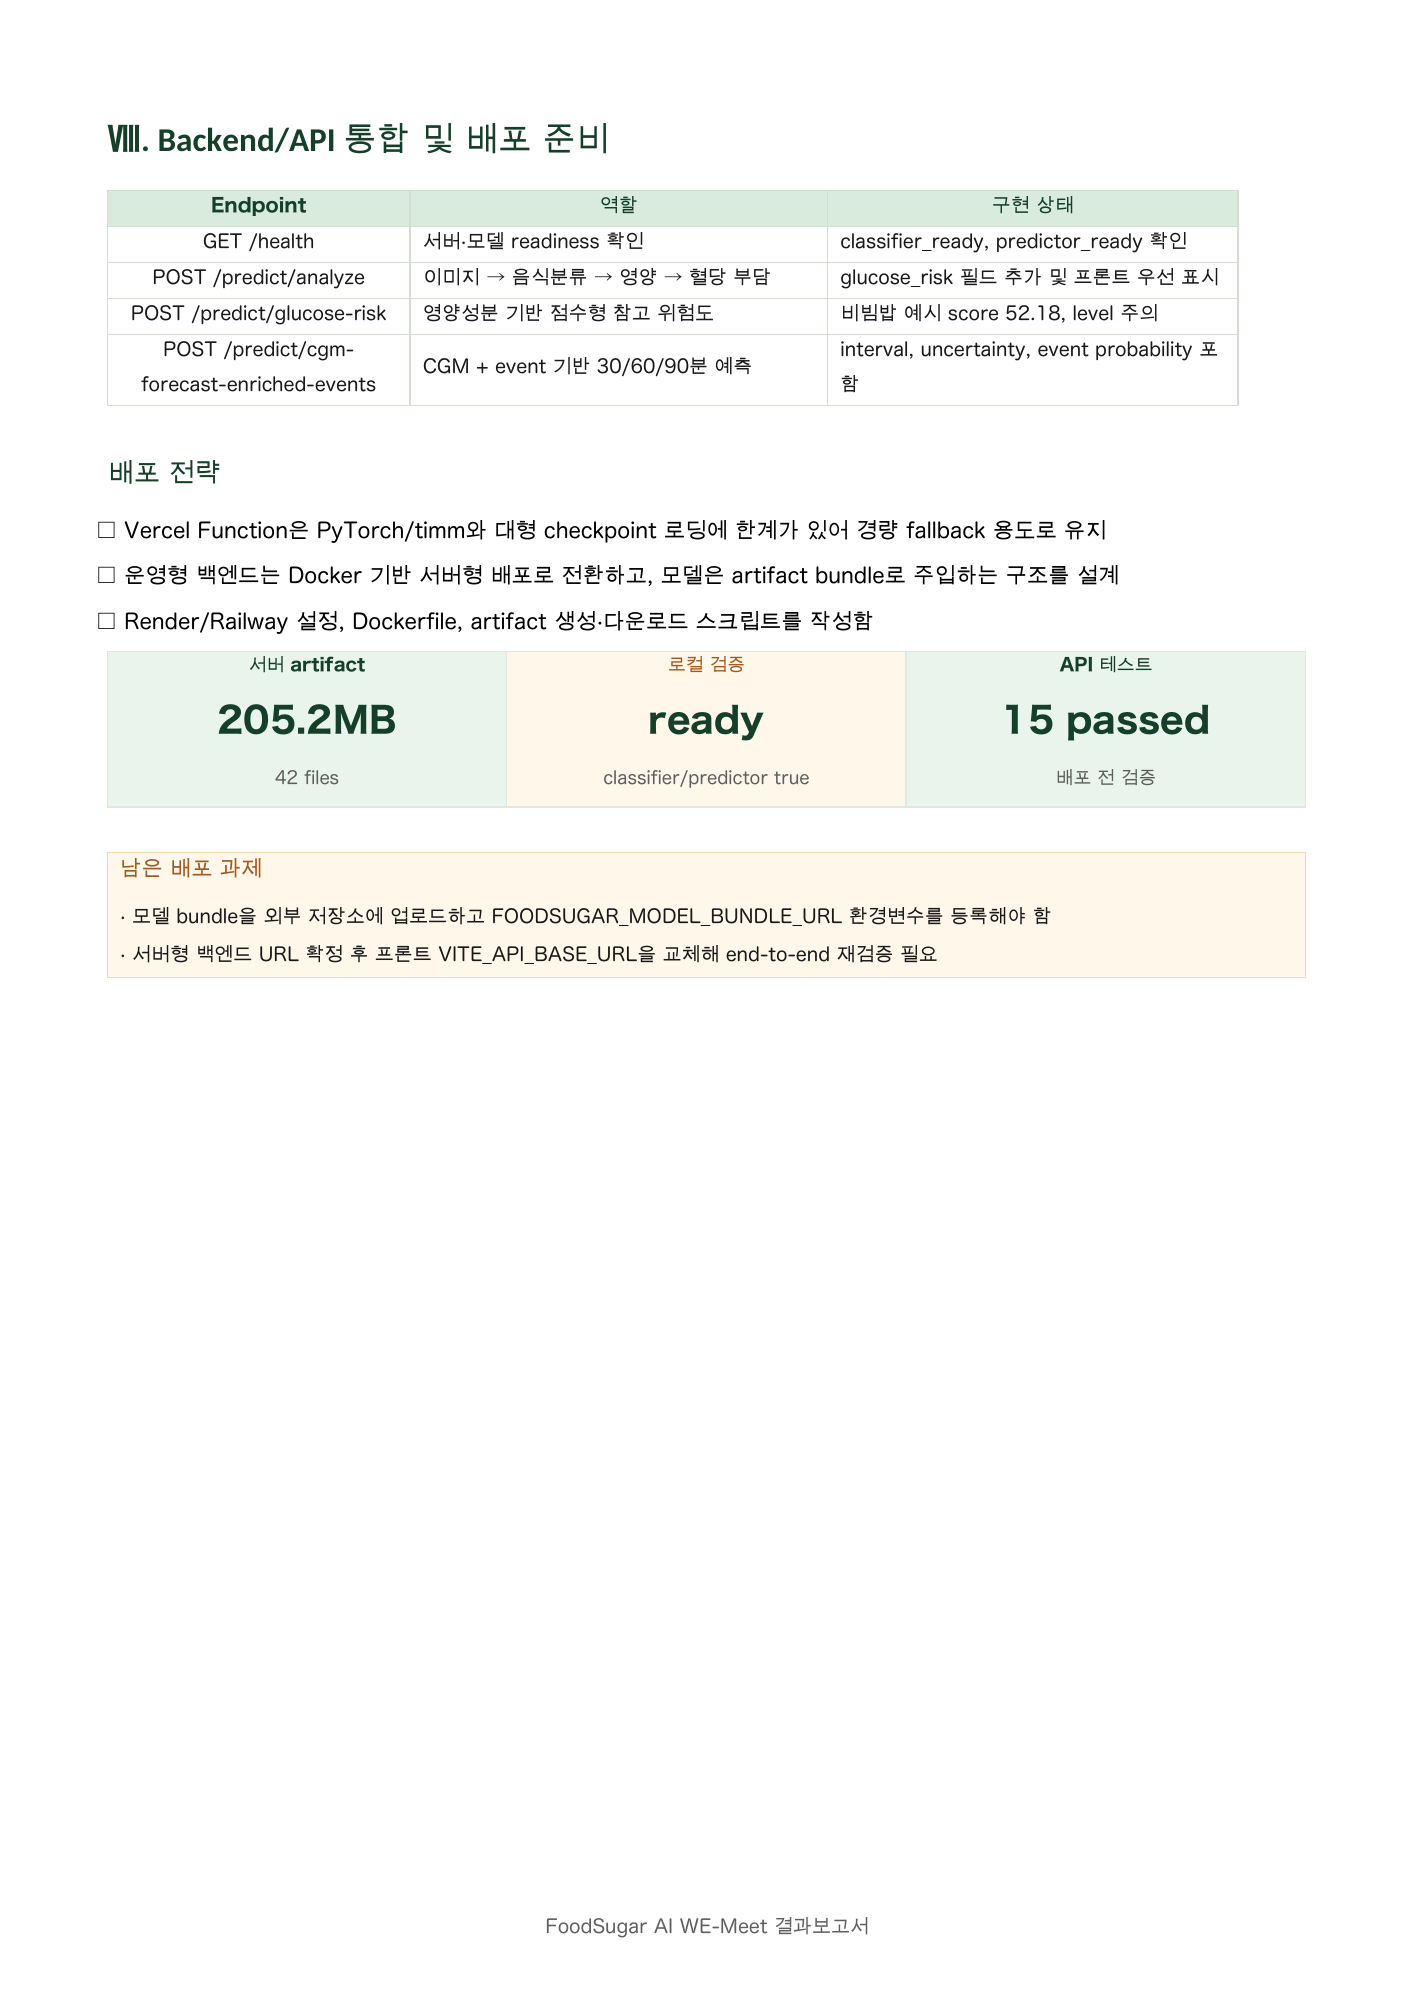 Ⅷ. Backend/API 통합 및 배포 준비
Endpoint 역할 구현 상태
GET /health 서버·모델 readiness 확인 classifier_ready, predictor_ready 확인
POST /predict/analyze 이미지 → 음식분류 → 영양 → 혈당 부담 glucose_risk 필드 추가 및 프론트 우선 표시
POST /predict/glucose-risk 영양성분 기반 점수형 참고 위험도 비빔밥 예시 score 52.18, level 주의
POST /predict/cgm-
forecast-enriched-events
CGM + event 기반 30/60/90분 예측
interval, uncertainty, event probability 포
함
배포 전략
□ Vercel Function은 PyTorch/timm와 대형 checkpoint 로딩에 한계가 있어 경량 fallback 용도로 유지
□ 운영형 백엔드는 Docker 기반 서버형 배포로 전환하고, 모델은 artifact bundle로 주입하는 구조를 설계
□ Render/Railway 설정, Dockerfile, artifact 생성·다운로드 스크립트를 작성함
서버 artifact 로컬 검증 API 테스트
205.2MB ready 15 passed
42 files classifier/predictor true 배포 전 검증
남은 배포 과제
· 모델 bundle을 외부 저장소에 업로드하고 FOODSUGAR_MODEL_BUNDLE_URL 환경변수를 등록해야 함
· 서버형 백엔드 URL 확정 후 프론트 VITE_API_BASE_URL을 교체해 end-to-end 재검증 필요
FoodSugar AI WE-Meet 결과보고서